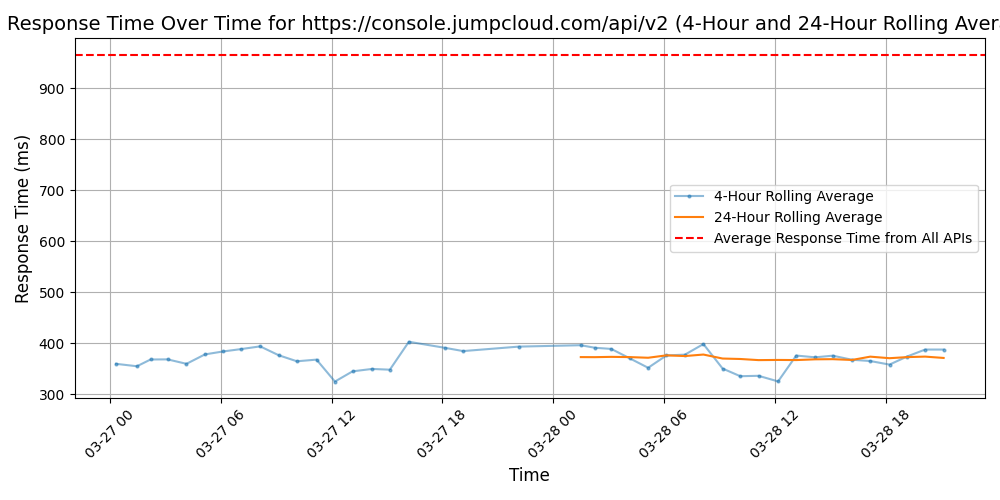 Response Time Over Time for https://console.jumpcloud.com/api/v2 (4-Hour and 24-Hour Rolling Avera
Response Time (ms)
900
800
700
600
500
400
300
4-Hour Rolling Average
24-Hour Rolling Average
Average Response Time from All APIs
03-27 00
03-27 06
03-27 12
03-27 18
03-28 00
03-28 06
03-28 12
03-28 18
Time